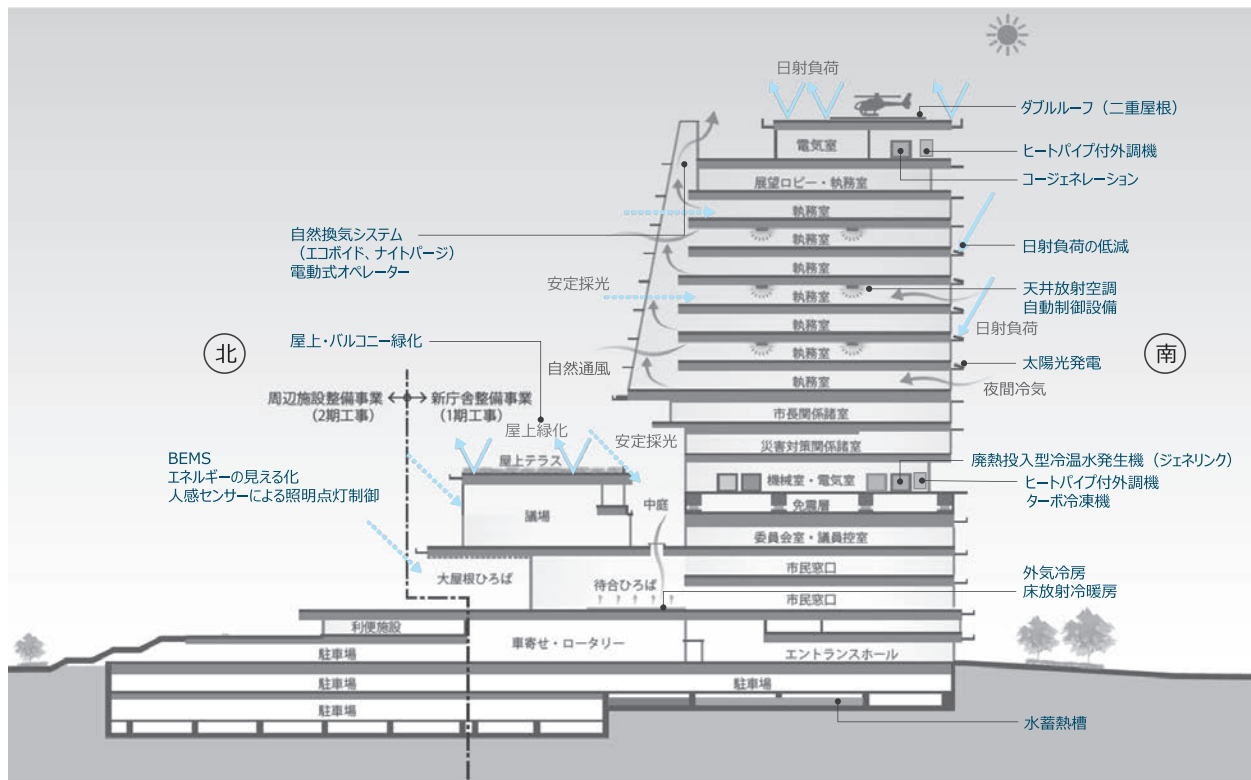 日射負荷
ダブルルーフ（二重屋根）
電気室
ヒートパイプ付外調機
コージェネレーション
展望ロビー・執務室
執務室
自然換気システム
（エコボイド、ナイトパージ）
電動式オペレーター
執務室
日射負荷の低減
執務室
安定採光
執務室
天井放射空調
自動制御設備
執務室
日射負荷
北
屋上・バルコニー緑化
執務室
南
自然通風
太陽光発電
執務室
夜間冷気
周辺施設整備事業
（2期工事）
新庁舎整備事業
（1期工事）
市長関係諸室
屋上緑化
安定採光
災害対策関係諸室
BEMS
エネルギーの見える化
人感センサーによる照明点灯制御
屋上テラス
廃熱投入型冷温水発生機（ジェネリンク）
機械室・電気室
ヒートパイプ付外調機
ターボ冷凍機
議場
中庭
免震層
委員会室・議員控室
大屋根ひろば
待合ひろば
市民窓口
外気冷房
床放射冷暖房
市民窓口
利便施設
車寄せ・ロータリー
駐車場
エントランスホール
駐車場
駐車場
駐車場
水蓄熱槽